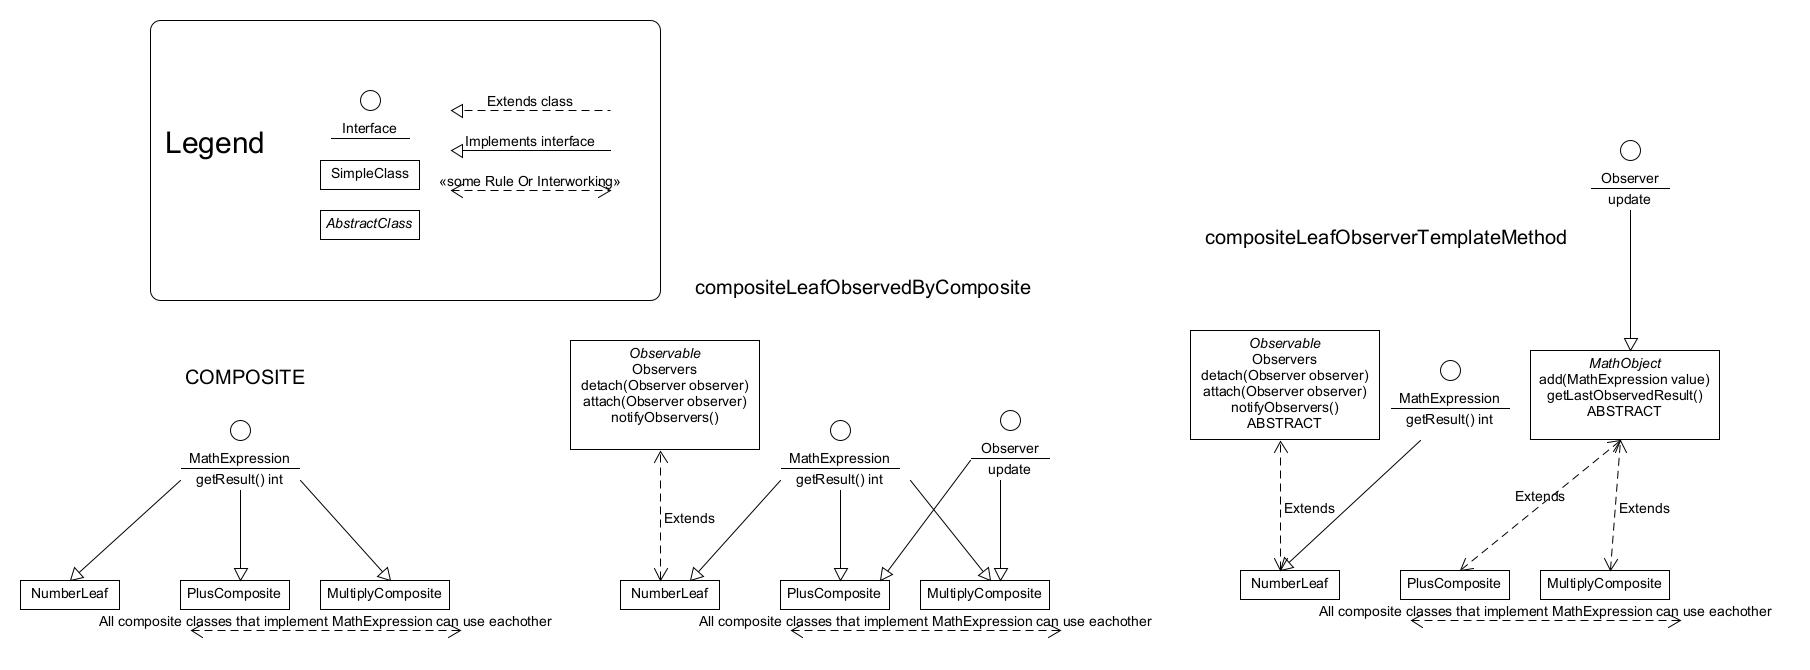 Legend
Interface
SimpleClass
AbstractClass
Extends class
Implements interface
«some Rule Or Interworking»
COMPOSITE
MathExpression
getResult() int
NumberLeaf
PlusComposite
MultiplyComposite
All composite classes that implement MathExpression can use eachother
compositeLeafObservedByComposite
Observable
Observers
detach(Observer observer)
attach(Observer observer)
notifyObservers()
MathExpression
getResult() int
Observer
update
Extends
NumberLeaf
PlusComposite
MultiplyComposite
All composite classes that implement MathExpression can use eachother
compositeLeafObserverTemplateMethod
Observer
update
Observable
Observers
detach(Observer observer)
attach(Observer observer)
notifyObservers()
ABSTRACT
MathExpression
getResult() int
MathObject
add(MathExpression value)
getLastObservedResult()
ABSTRACT
Extends
Extends
Extends
NumberLeaf
PlusComposite
MultiplyComposite
All composite classes that implement MathExpression can use eachother